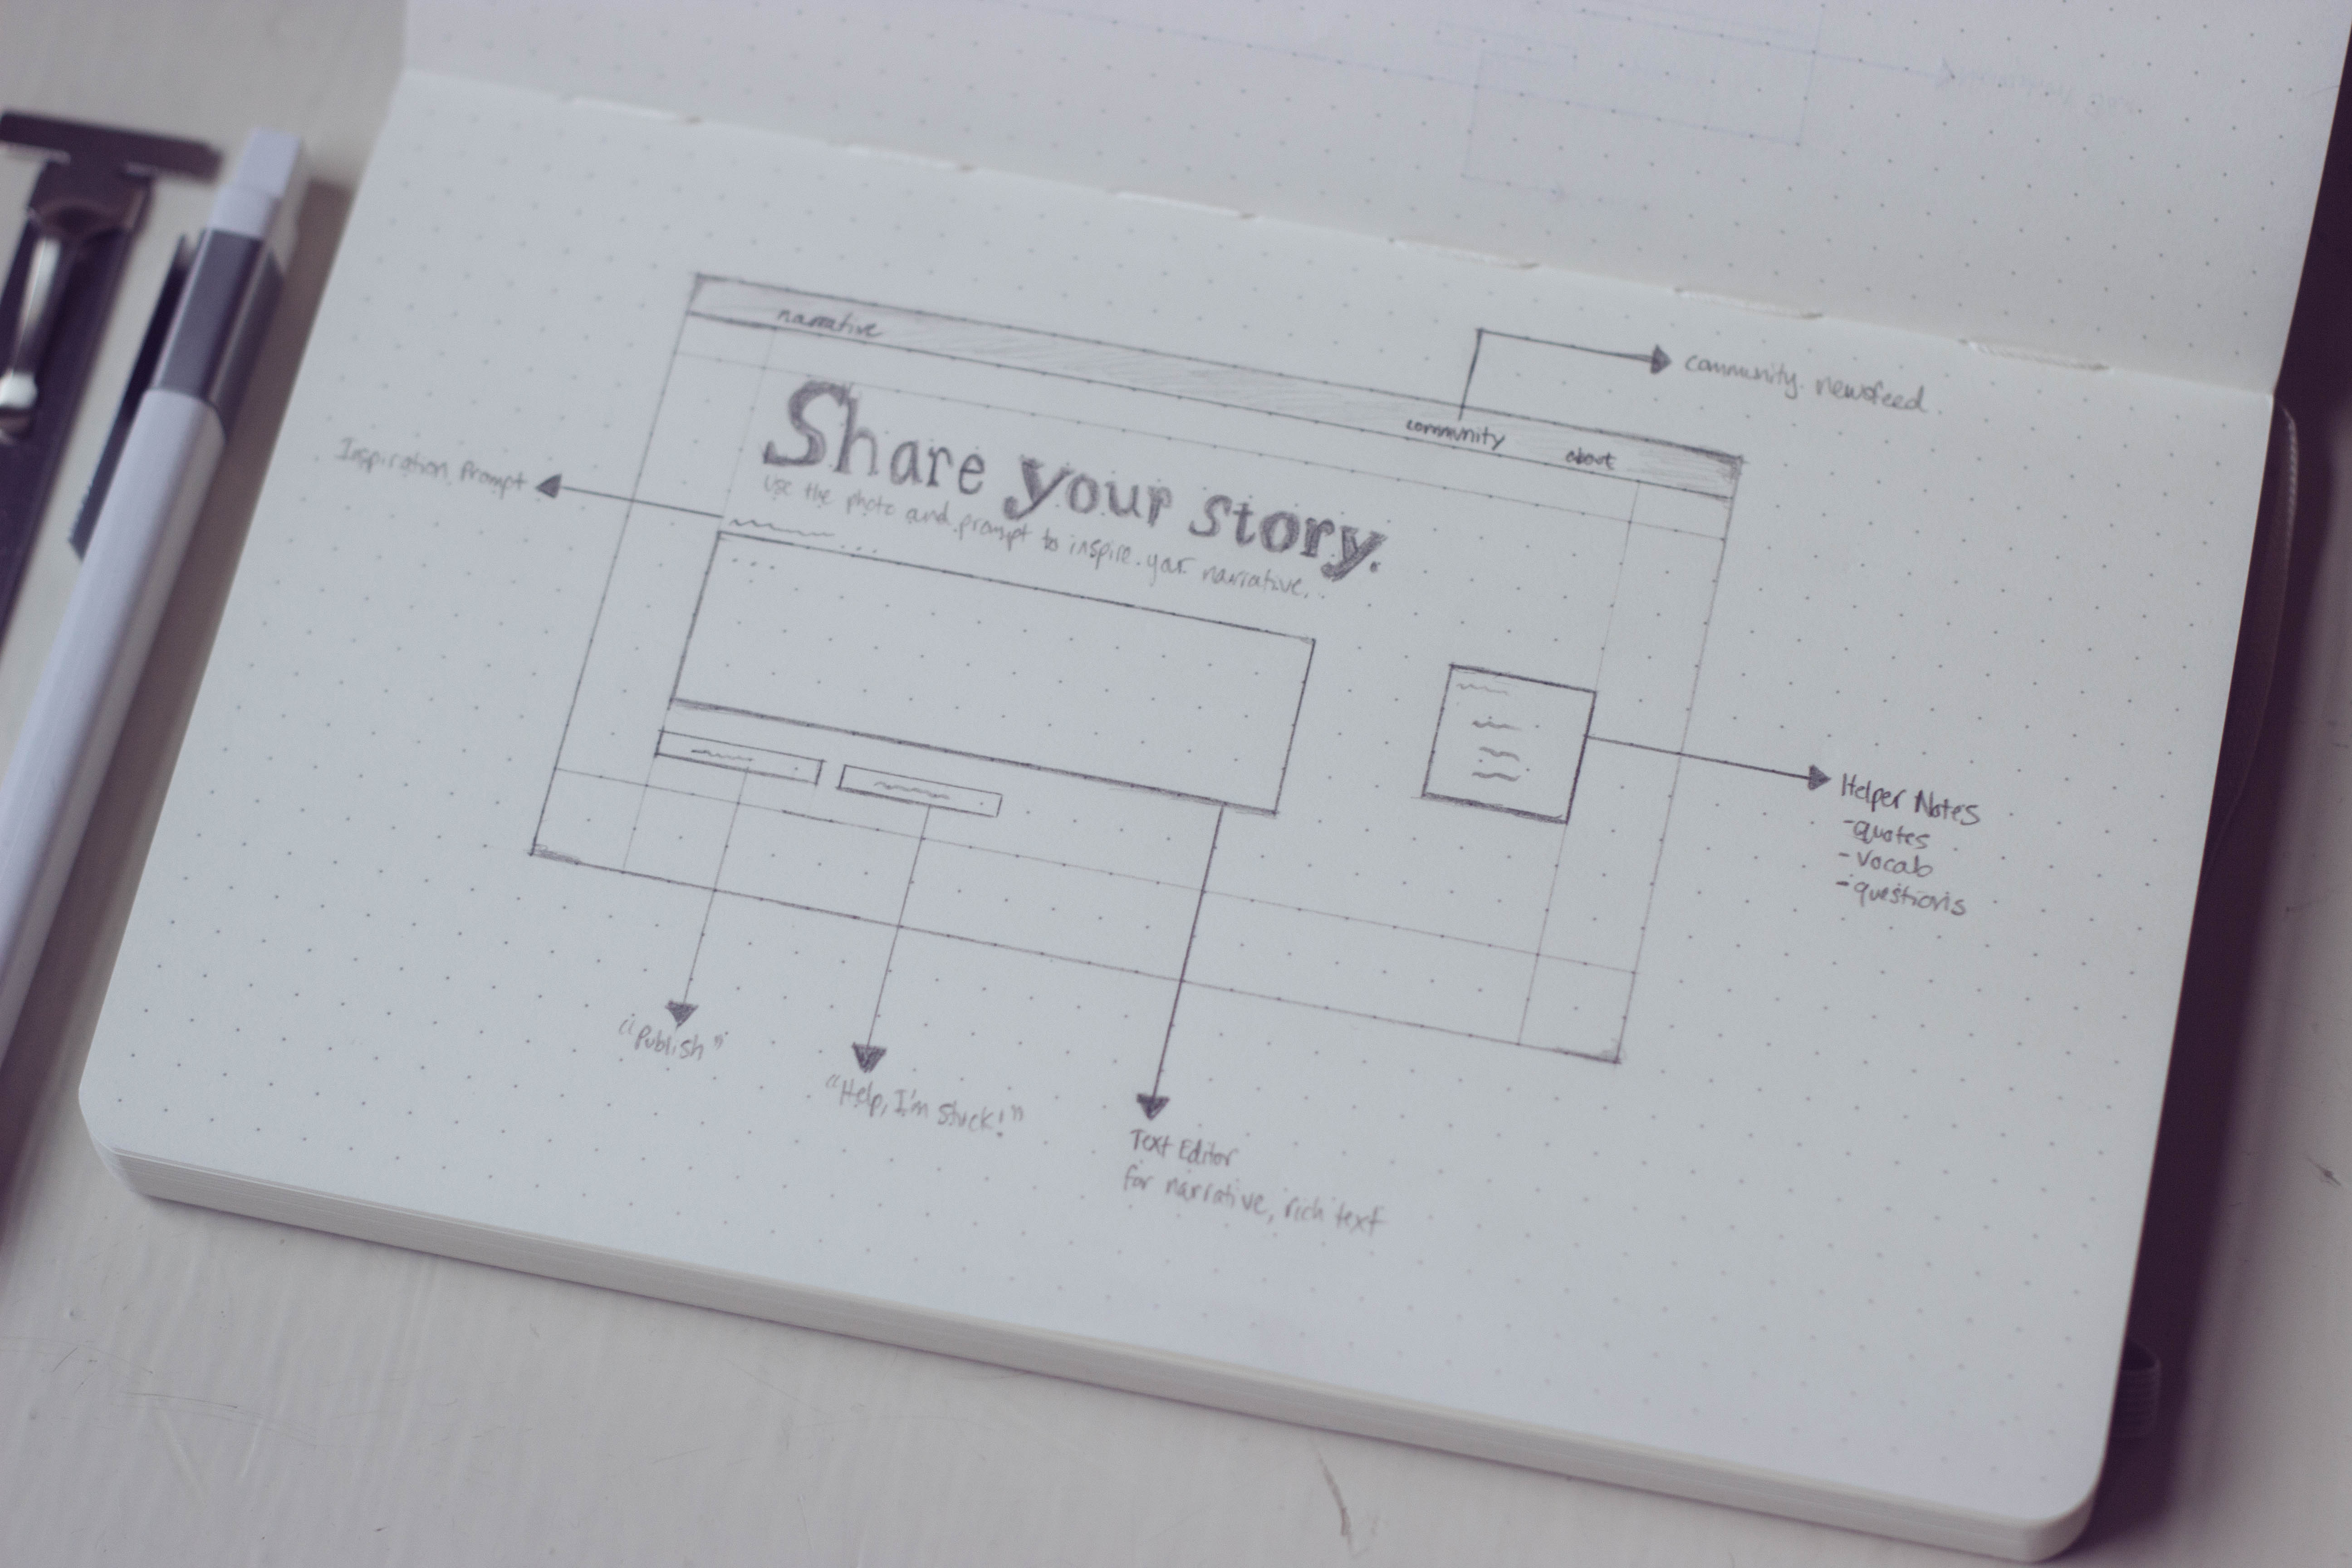 narrative
community
about
community newsfeed
Share your story.
Use the photo and prompt to inspire your narrative.
Inspiration Prompt
Helper Notes
- quotes
- vocab
- questions
"Publish"
"Help, I'm stuck!"
Text Editor
for narrative, rich text